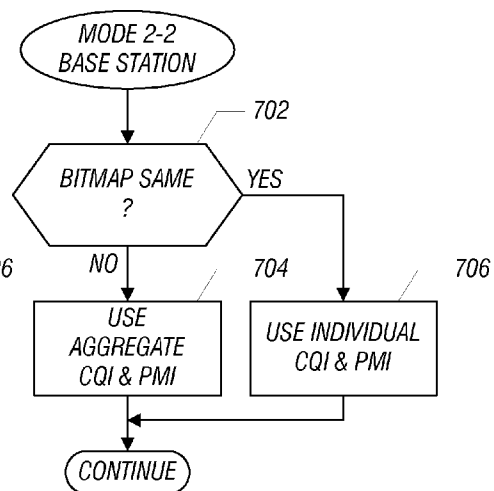 MODE 2-2
BASE STATION
702
BITMAP SAME
?
YES
NO
704
706
USE
AGGREGATE
CQI & PMI
USE INDIVIDUAL
CQI & PMI
CONTINUE